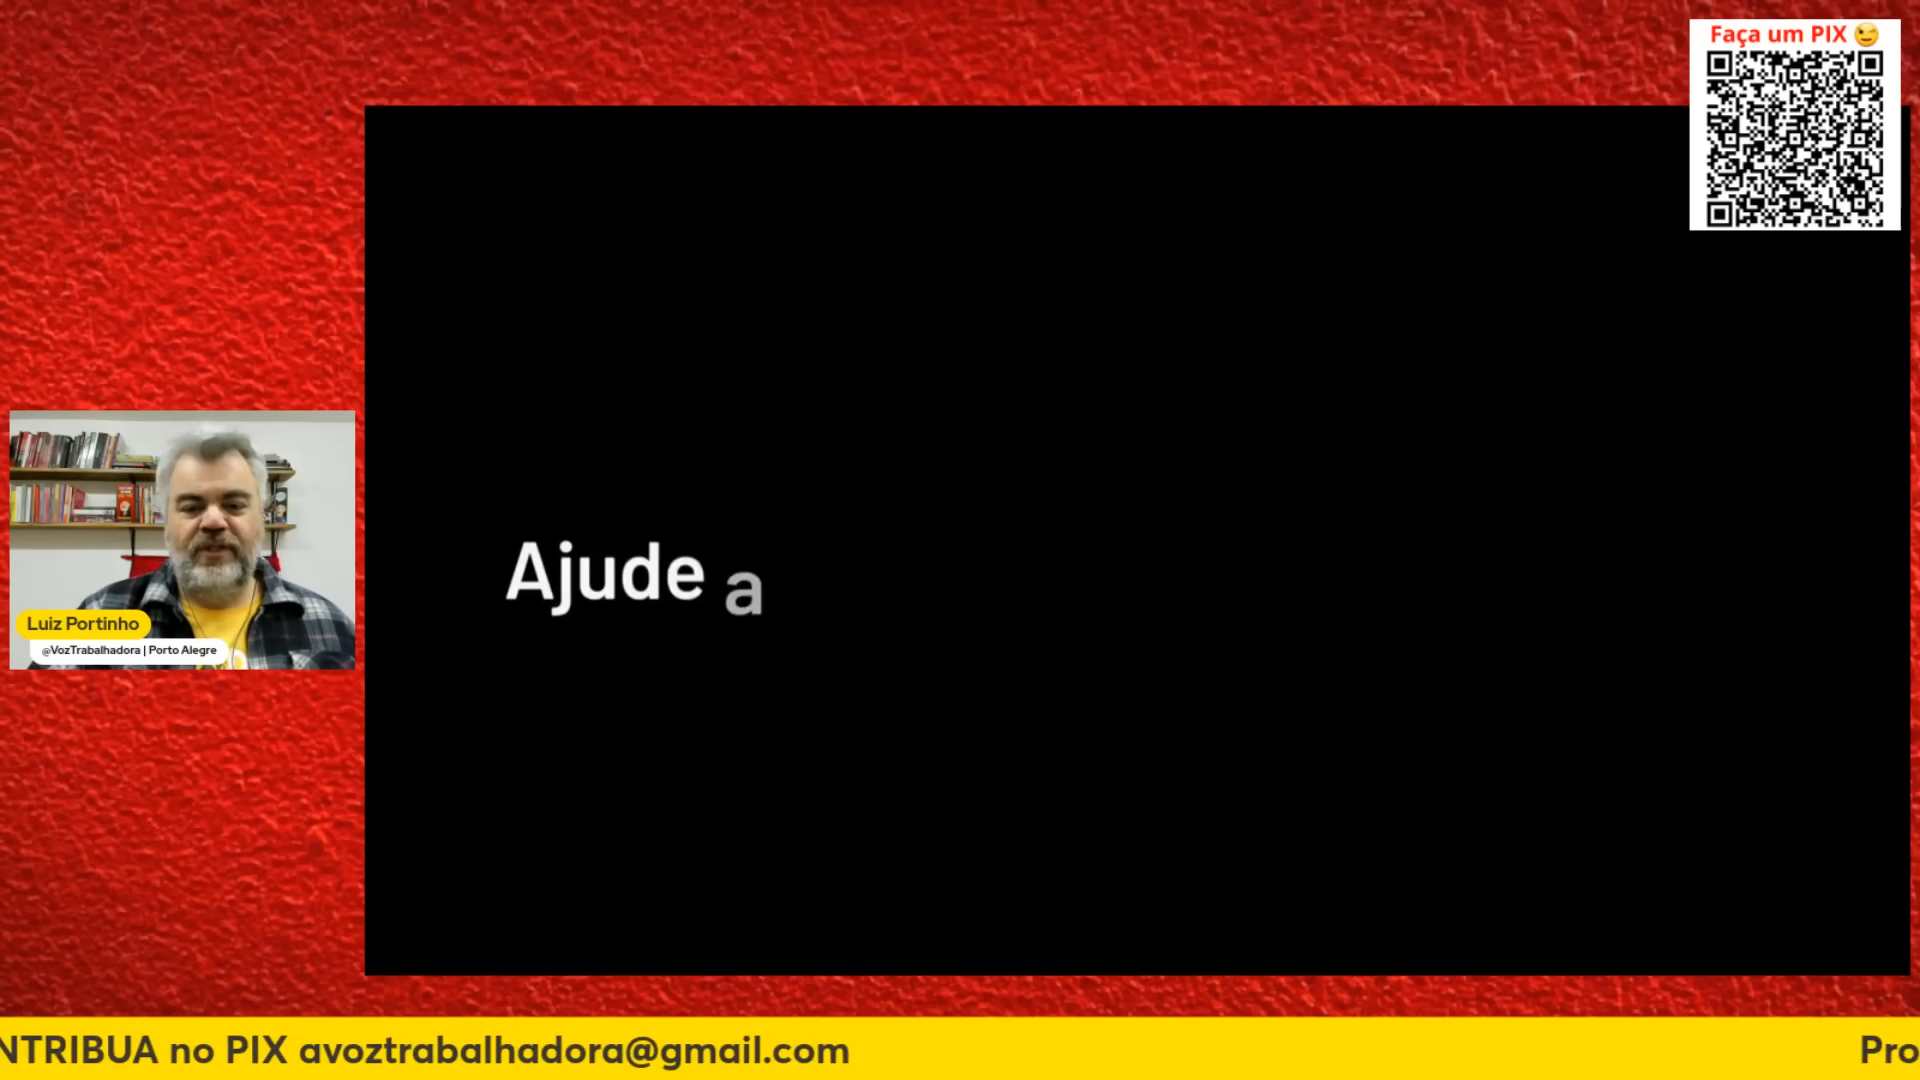 Faça um PIX 😉
Ajude a
Luiz Portinho
@VozTrabalhadora | Porto Alegre
NTRIBUA no PIX avoztrabalhadora@gmail.com
Pro